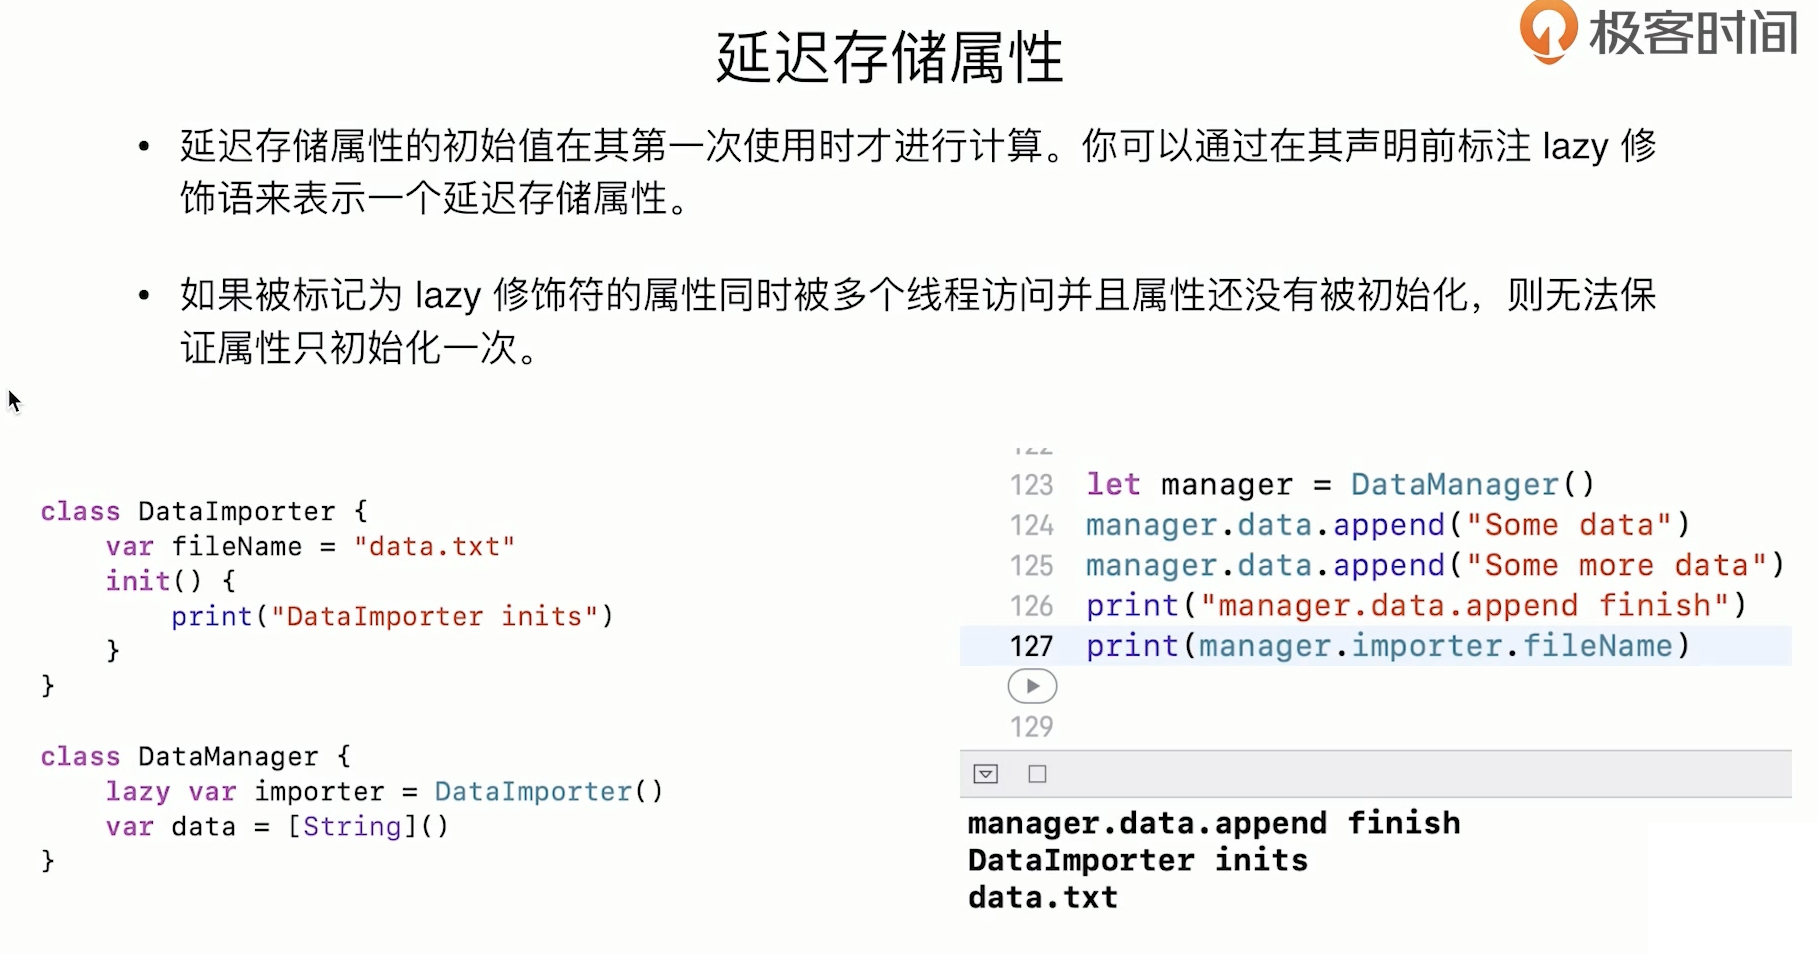 极客时间
延迟存储属性
• 延迟存储属性的初始值在其第一次使用时才进行计算。你可以通过在其声明前标注 lazy 修
饰语来表示一个延迟存储属性。
• 如果被标记为 lazy 修饰符的属性同时被多个线程访问并且属性还没有被初始化，则无法保
证属性只初始化一次。
class DataImporter {
    var fileName = "data.txt"
    init() {
        print("DataImporter inits")
    }
}
class DataManager {
    lazy var importer = DataImporter()
    var data = [String]()
}
122
123 let manager = DataManager()
124 manager.data.append("Some data")
125 manager.data.append("Some more data")
126 print("manager.data.append finish")
127 print(manager.importer.fileName)
129
manager.data.append finish
DataImporter inits
data.txt